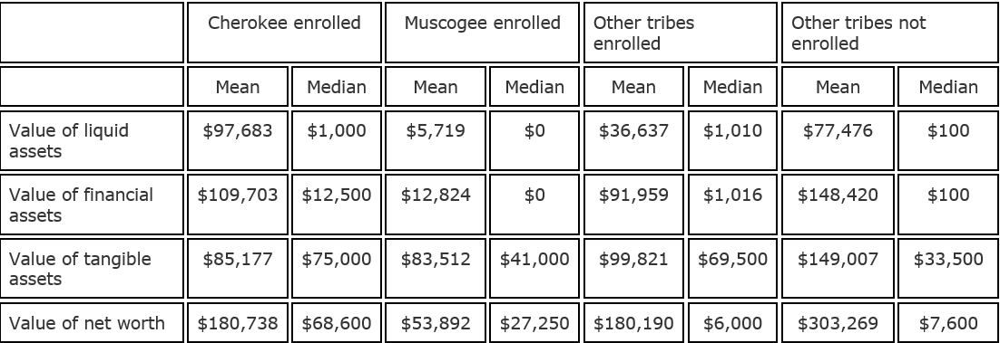 Cherokee enrolled Muscogee enrolled Other tribes enrolled Other tribes not enrolled
Mean Median Mean Median Mean Median Mean Median
Value of liquid assets $97,683 $1,000 $5,719 $0 $36,637 $1,010 $77,476 $100
Value of financial assets $109,703 $12,500 $12,824 $0 $91,959 $1,016 $148,420 $100
Value of tangible assets $85,177 $75,000 $83,512 $41,000 $99,821 $69,500 $149,007 $33,500
Value of net worth $180,738 $68,600 $53,892 $27,250 $180,190 $6,000 $303,269 $7,600